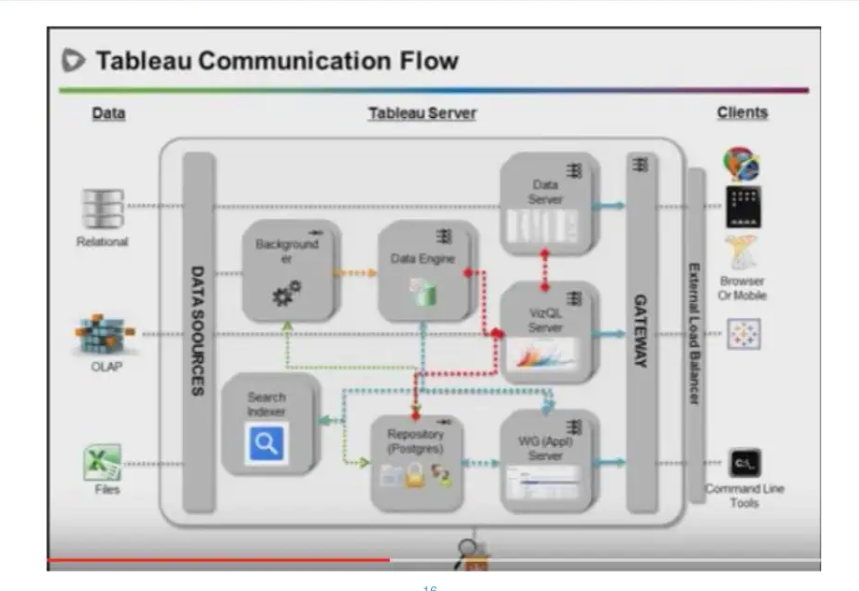 Tableau Communication Flow
Data
Tableau Server
Clients
Relational
OLAP
Files
DATA SOOURCES
Background
er
Data Engine
Search
Indexer
Repository
(Postgres)
Data
Server
VizQL
Server
WG (Appl)
Server
GATEWAY
External Load Balancer
Browser
Or Mobile
C:\_
Command Line
Tools
16